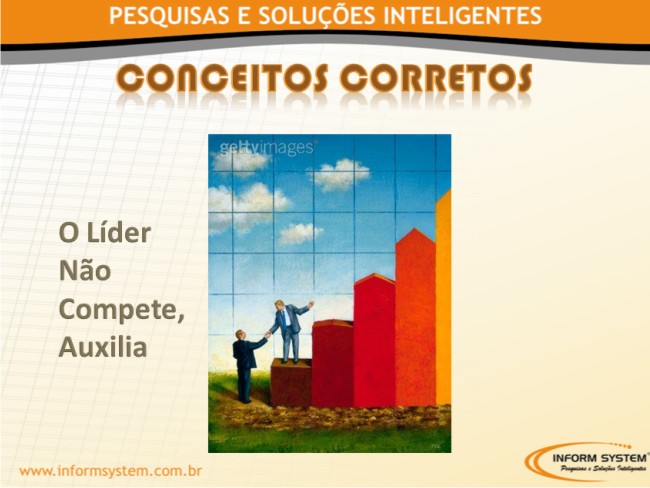 PESQUISAS E SOLUÇÕES INTELIGENTES
CONCEITOS CORRETOS
gettyimages®
O Líder
Não
Compete,
Auxilia
INFORM SYSTEM®
Pesquisas e Soluções Inteligentes
www.informsystem.com.br